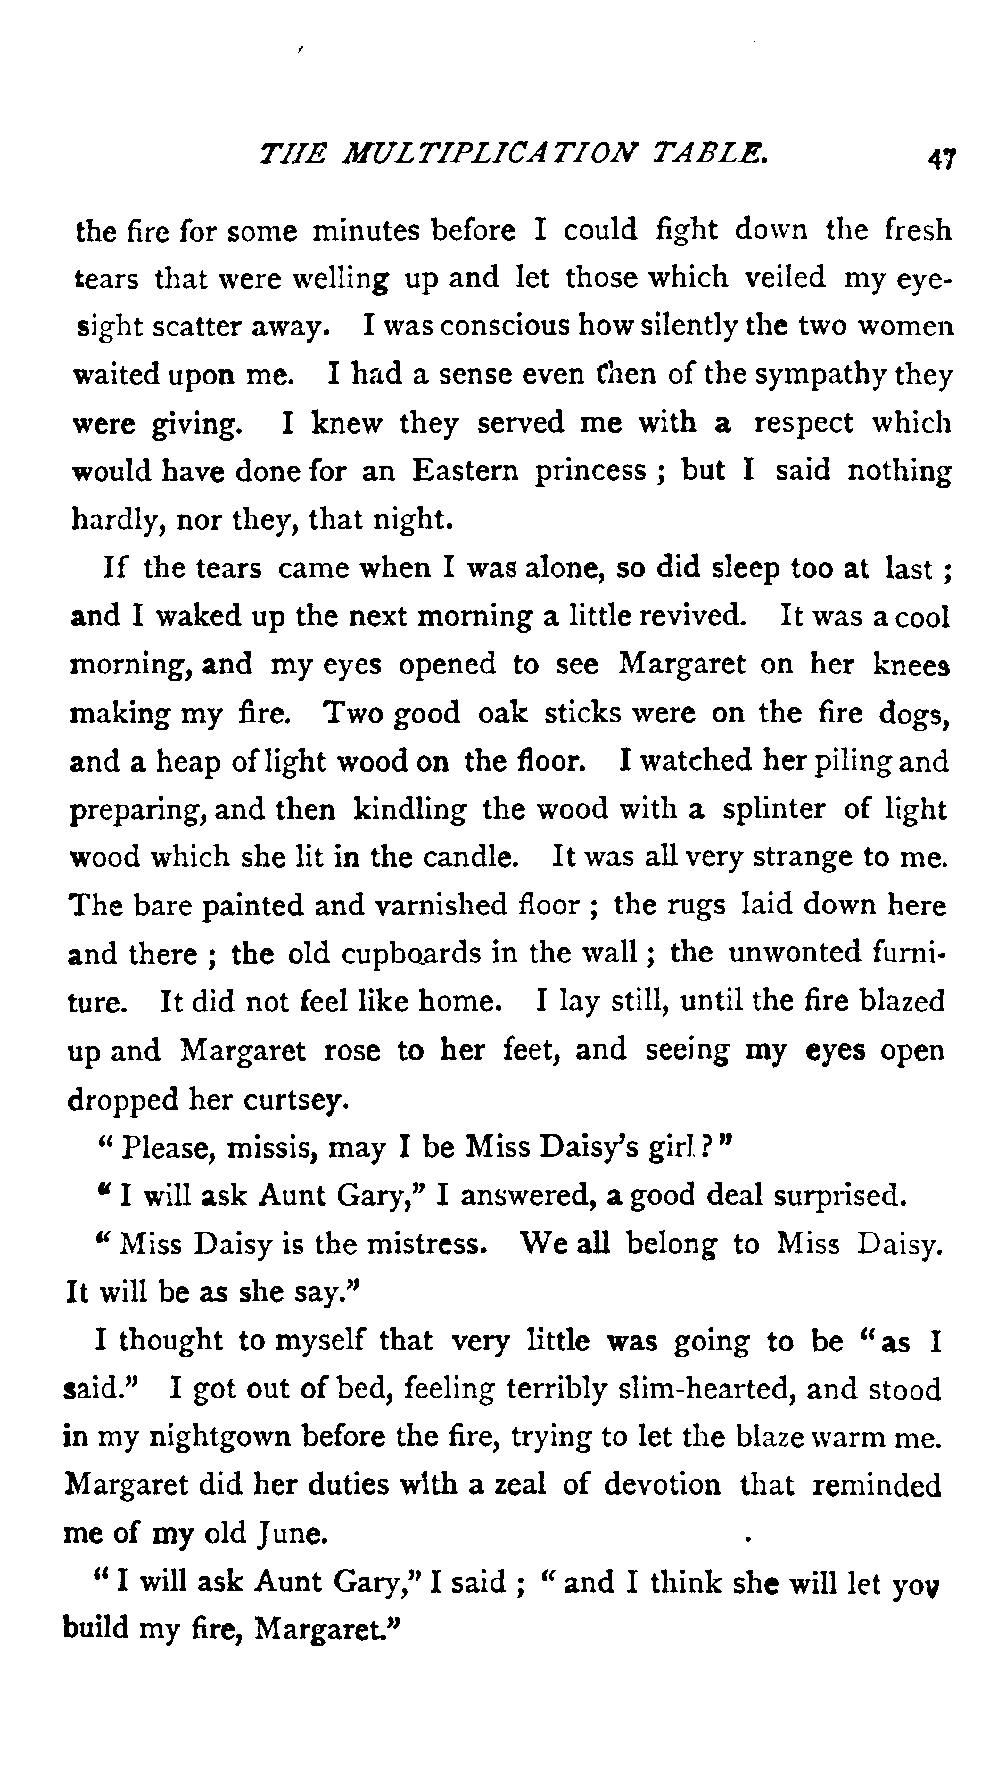 THE MULTIPLICATION TABLE. 47
the fire for some minutes before I could fight down the fresh
tears that were welling up and let those which veiled my eye-
sight scatter away. I was conscious how silently the two women
waited upon me. I had a sense even then of the sympathy they
were giving. I knew they served me with a respect which
would have done for an Eastern princess ; but I said nothing
hardly, nor they, that night.
If the tears came when I was alone, so did sleep too at last ;
and I waked up the next morning a little revived. It was a cool
morning, and my eyes opened to see Margaret on her knees
making my fire. Two good oak sticks were on the fire dogs,
and a heap of light wood on the floor. I watched her piling and
preparing, and then kindling the wood with a splinter of light
wood which she lit in the candle. It was all very strange to me.
The bare painted and varnished floor ; the rugs laid down here
and there ; the old cupboards in the wall ; the unwonted furni-
ture. It did not feel like home. I lay still, until the fire blazed
up and Margaret rose to her feet, and seeing my eyes open
dropped her curtsey.
" Please, missis, may I be Miss Daisy's girl ? "
" I will ask Aunt Gary," I answered, a good deal surprised.
" Miss Daisy is the mistress. We all belong to Miss Daisy.
It will be as she say."
I thought to myself that very little was going to be " as I
said." I got out of bed, feeling terribly slim-hearted, and stood
in my nightgown before the fire, trying to let the blaze warm me.
Margaret did her duties with a zeal of devotion that reminded
me of my old June.
" I will ask Aunt Gary," I said ; " and I think she will let you
build my fire, Margaret."